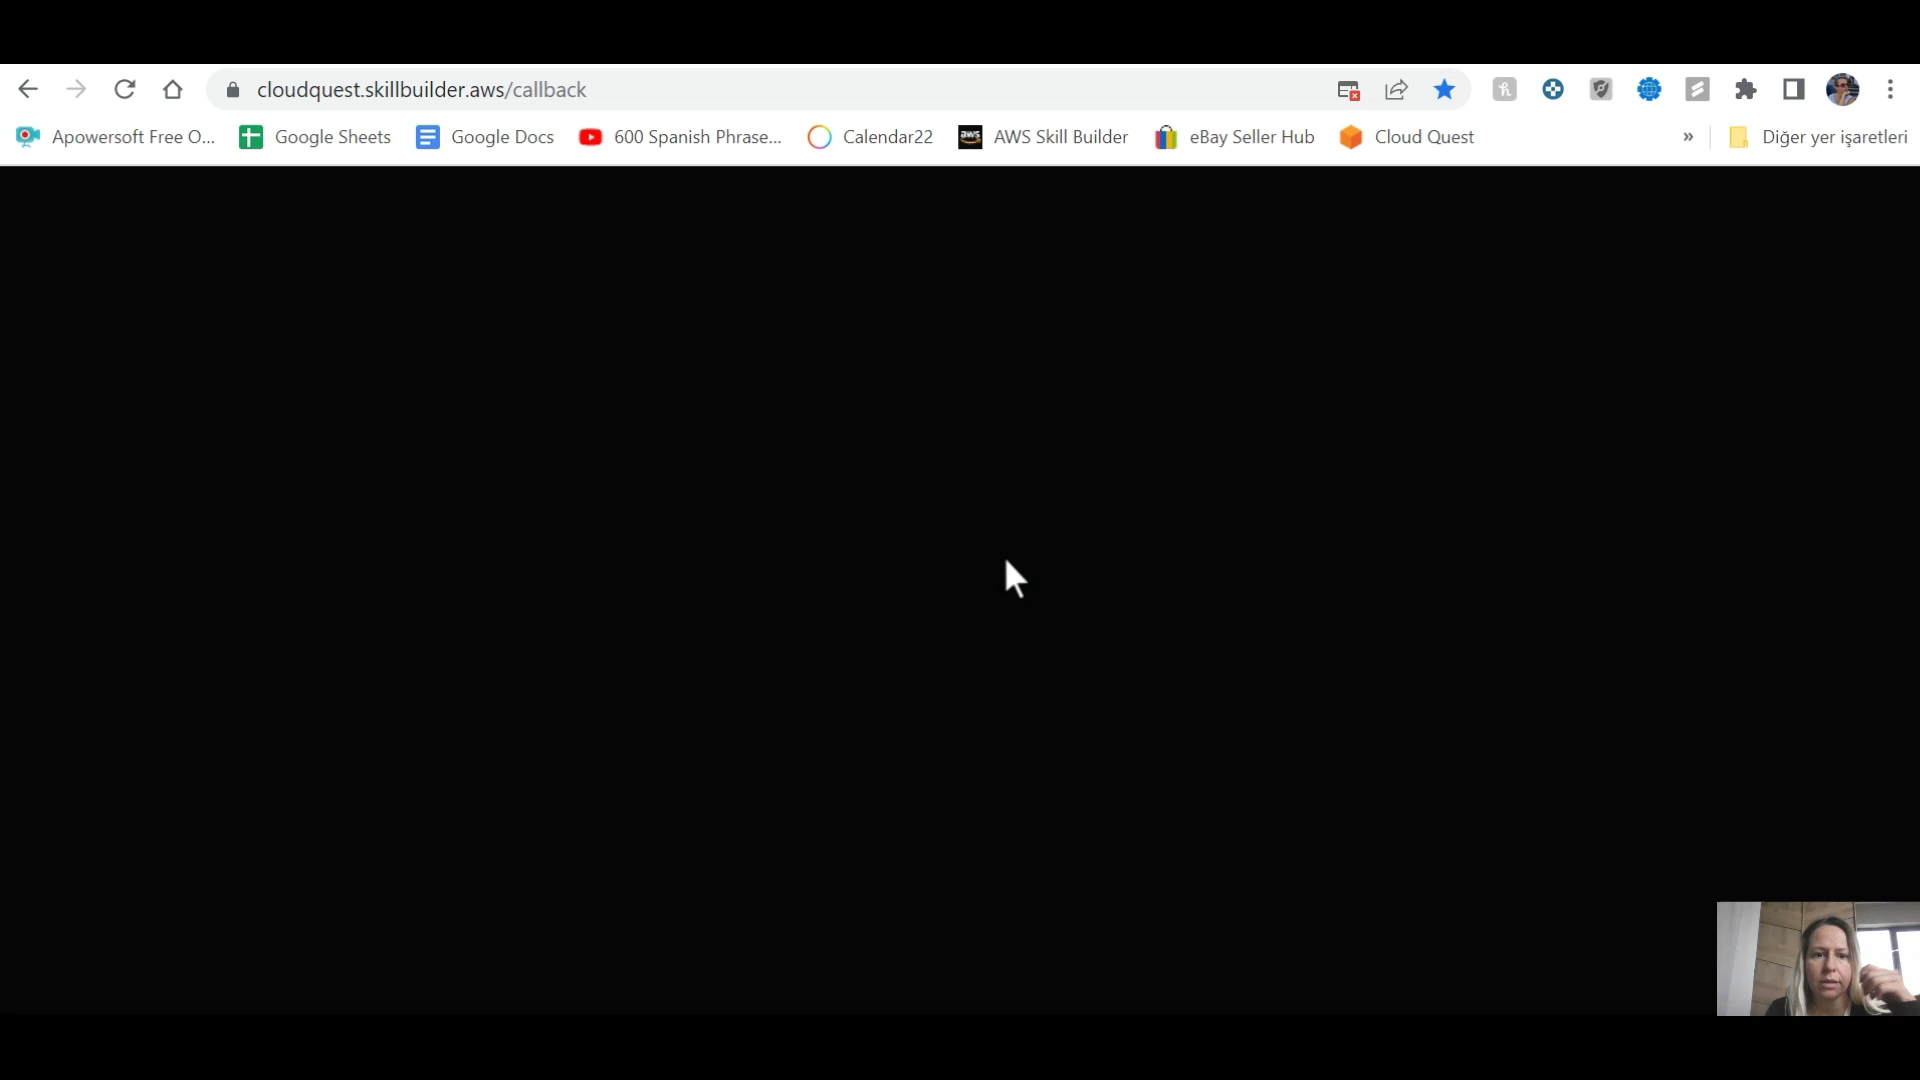 cloudquest.skillbuilder.aws/callback
Apowersoft Free O... Google Sheets Google Docs 600 Spanish Phrase... Calendar22 aws AWS Skill Builder eBay Seller Hub Cloud Quest » Diğer yer işaretleri